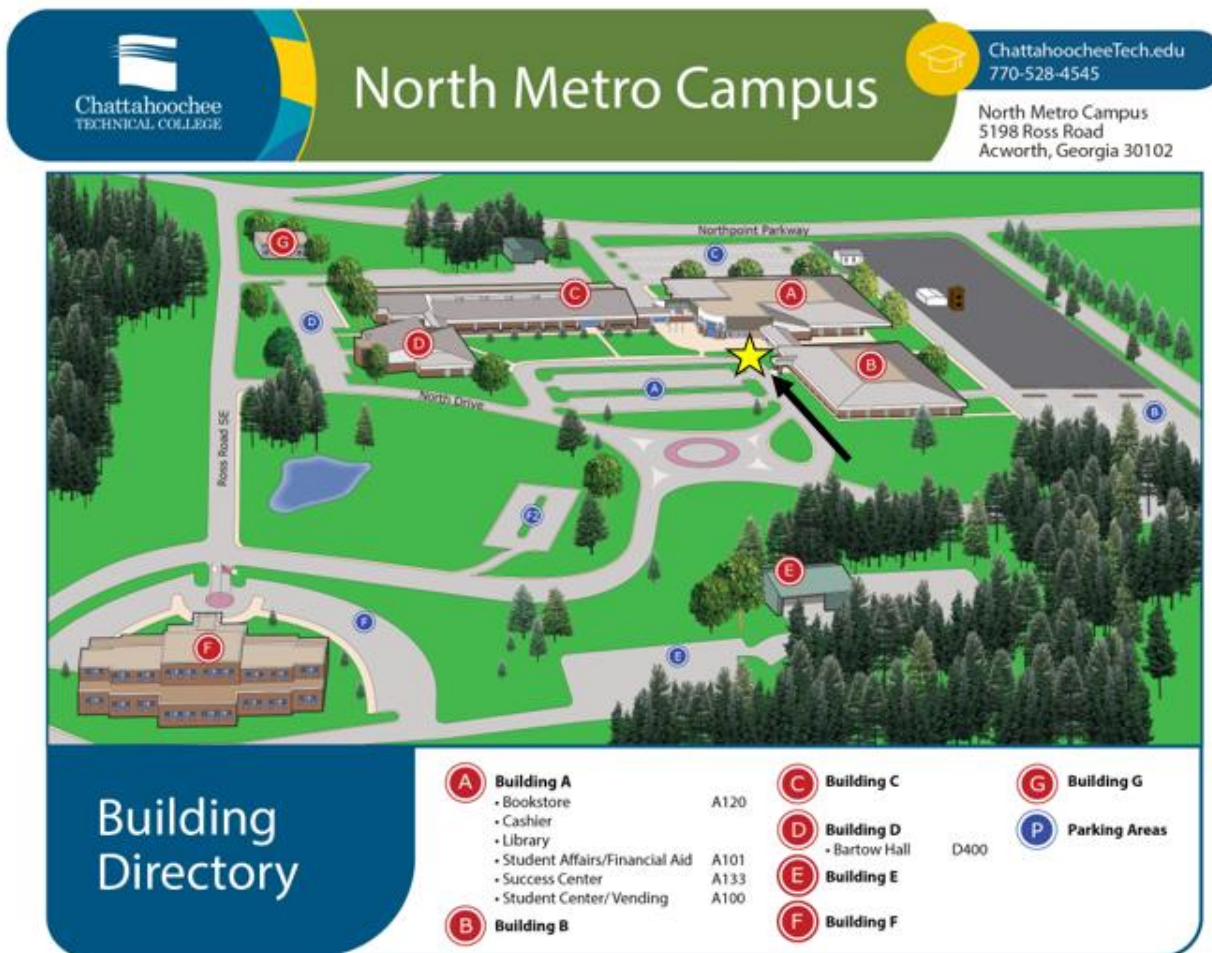 Chattahoochee
TECHNICAL COLLEGE
North Metro Campus
ChattahoocheeTech.edu
770-528-4545
North Metro Campus
5198 Ross Road
Acworth, Georgia 30102
Northpoint Parkway
G
C
C
A
D
D
B
A
North Drive
B
Ross Road SE
F2
E
F
F
E
Building
Directory
A Building A
• Bookstore A120
• Cashier
• Library
• Student Affairs/Financial Aid A101
• Success Center A133
• Student Center/ Vending A100
B Building B
C Building C
D Building D
• Bartow Hall D400
E Building E
F Building F
G Building G
P Parking Areas